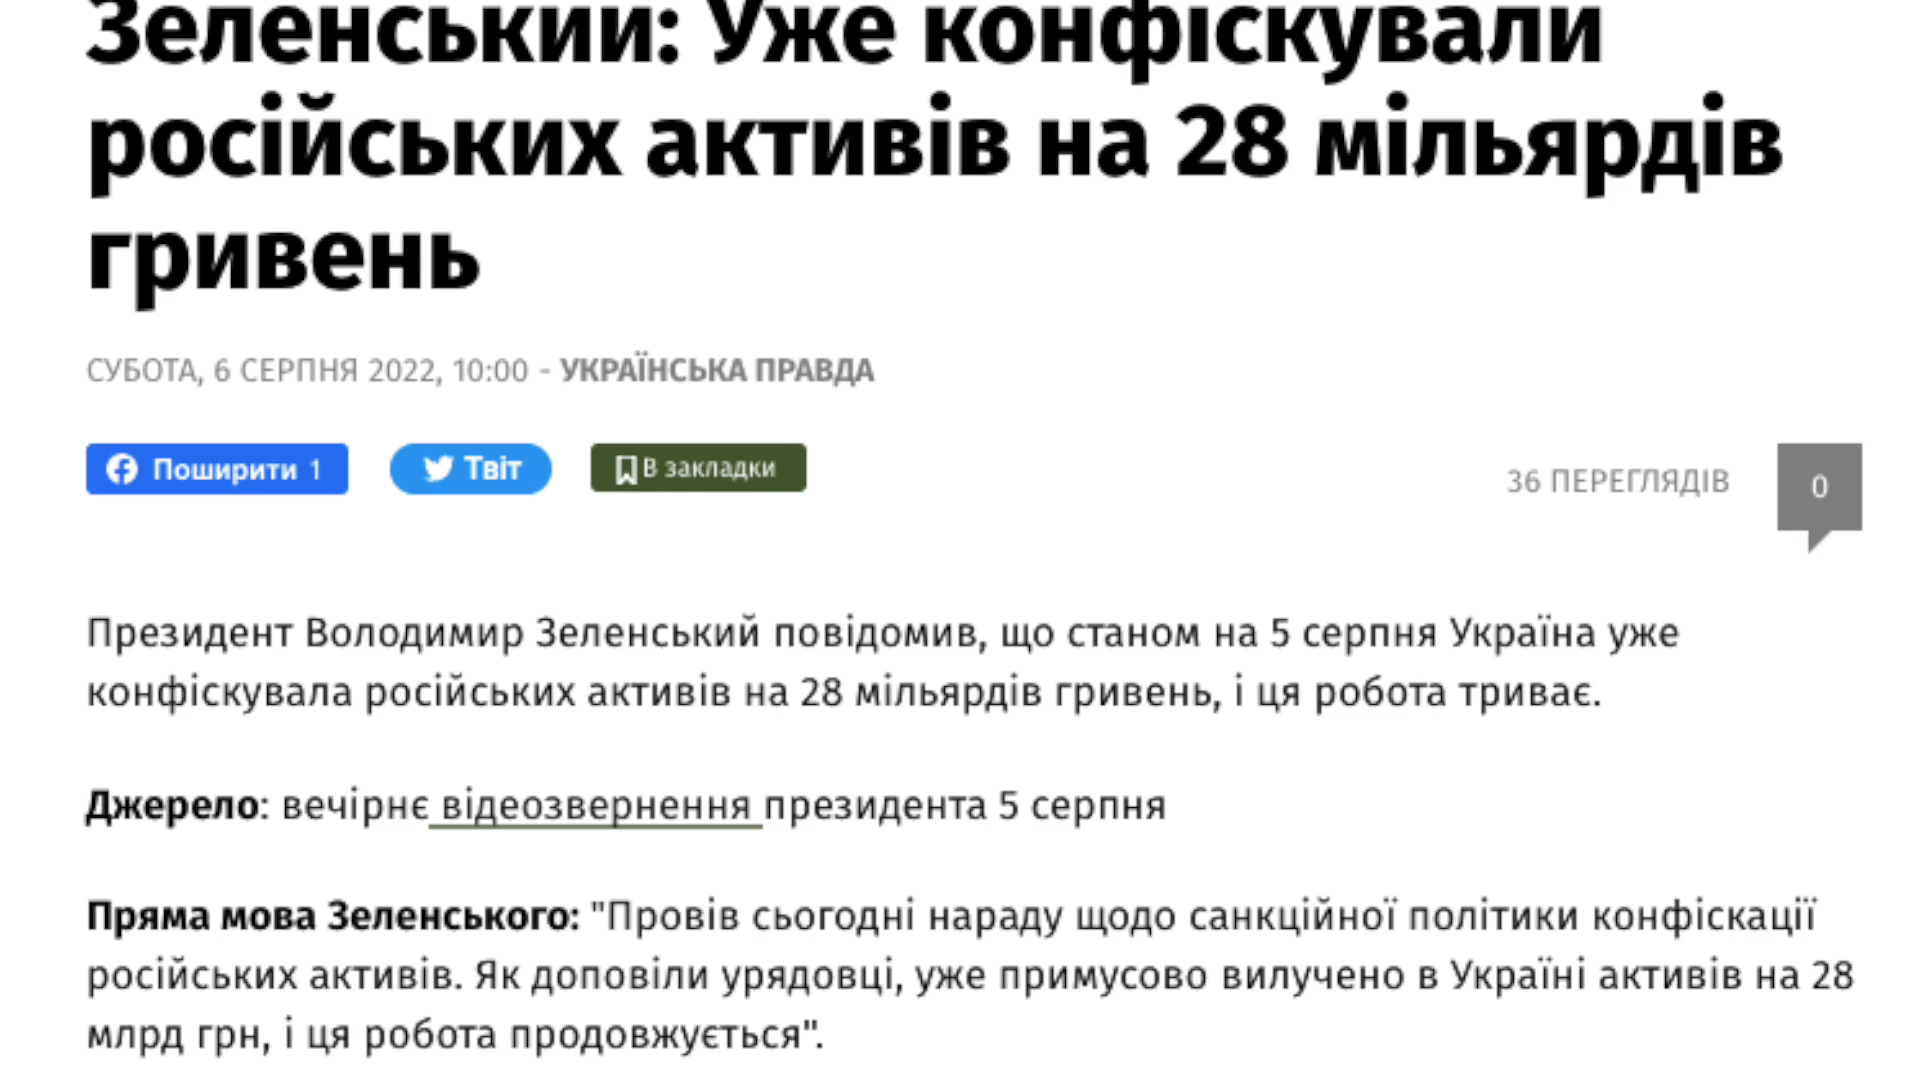 Зеленський: Уже конфіскували
російських активів на 28 мільярдів
гривень
СУБОТА, 6 СЕРПНЯ 2022, 10:00 - УКРАЇНСЬКА ПРАВДА
Поширити 1 Твіт В закладки 36 ПЕРЕГЛЯДІВ 0
Президент Володимир Зеленський повідомив, що станом на 5 серпня Україна уже
конфіскувала російських активів на 28 мільярдів гривень, і ця робота триває.
Джерело: вечірнє відеозвернення президента 5 серпня
Пряма мова Зеленського: "Провів сьогодні нараду щодо санкційної політики конфіскації
російських активів. Як доповіли урядовці, уже примусово вилучено в Україні активів на 28
млрд грн, і ця робота продовжується".